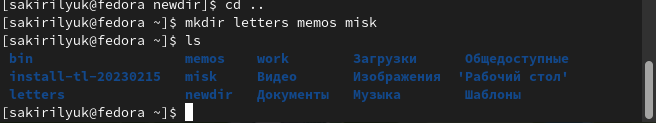 [sakirilyuk@fedora newdir]$ cd ..
[sakirilyuk@fedora ~]$ mkdir letters memos misk
[sakirilyuk@fedora ~]$ ls
bin memos work Загрузки Общедоступные
install-tl-20230215 misk Видео Изображения 'Рабочий стол'
letters newdir Документы Музыка Шаблоны
[sakirilyuk@fedora ~]$